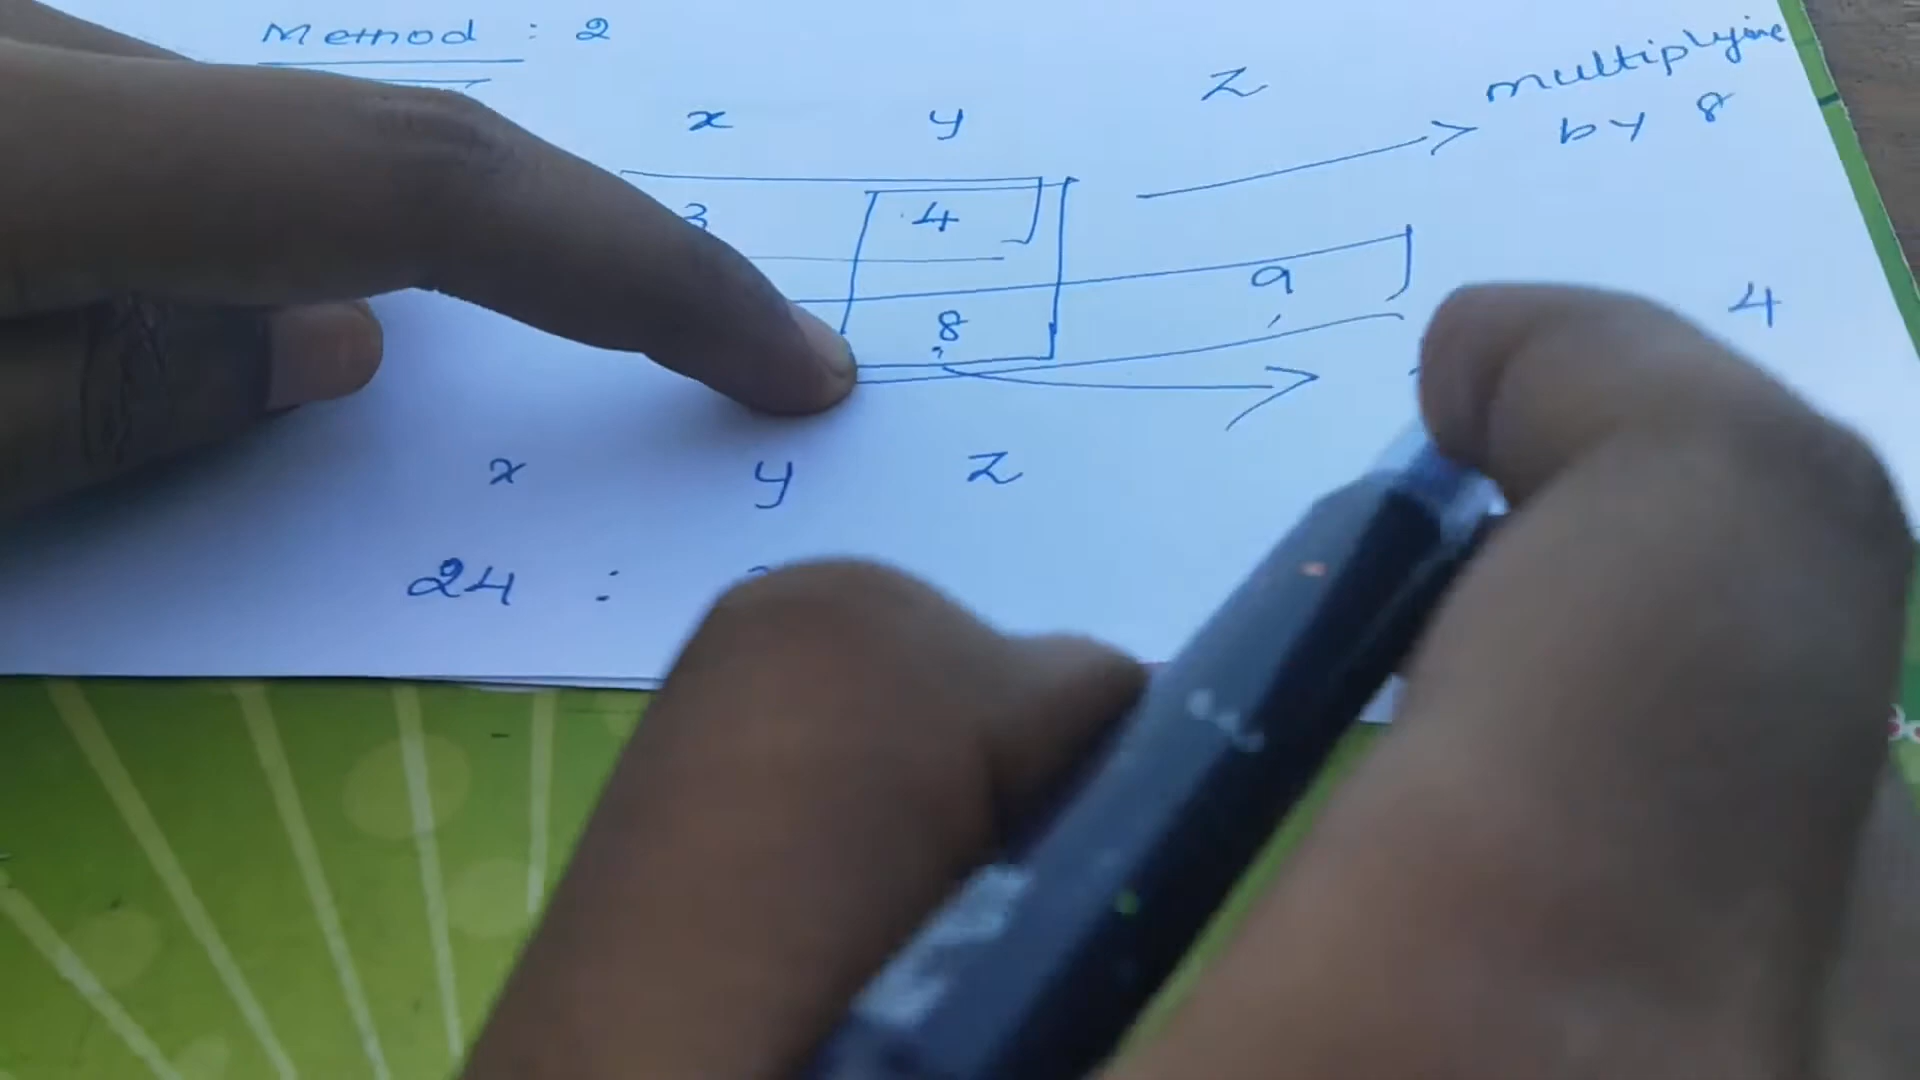 Method : 2
x y z multiplying
by 8
3 4
9 4
8
x y z
24 :